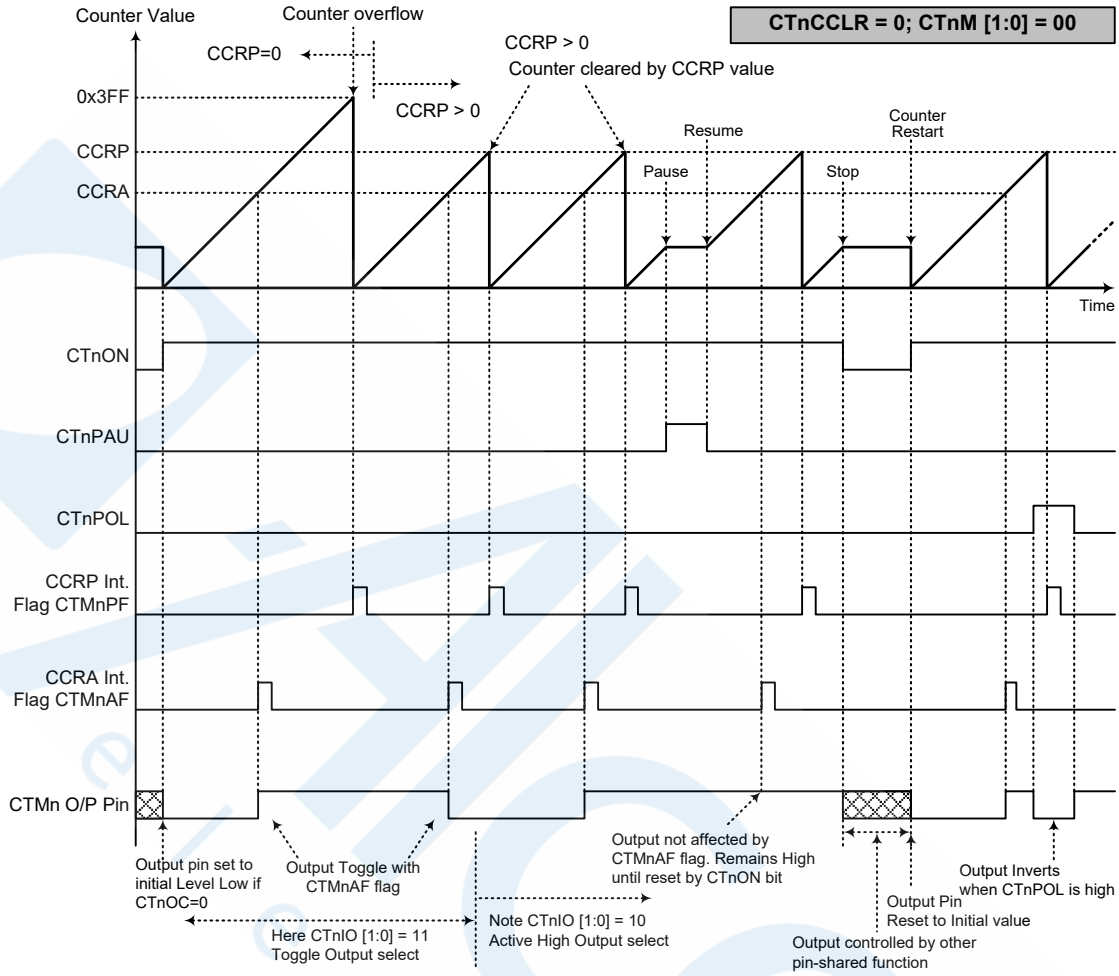 Counter Value
Counter overflow
CTnCCLR = 0; CTnM [1:0] = 00
CCRP=0
CCRP > 0
CCRP > 0
Counter cleared by CCRP value
0x3FF
CCRP
CCRA
Pause
Resume
Stop
Counter
Restart
Time
CTnON
CTnPAU
CTnPOL
CCRP Int.
Flag CTMnPF
CCRA Int.
Flag CTMnAF
CTMn O/P Pin
Output pin set to
initial Level Low if
CTnOC=0
Output Toggle with
CTMnAF flag
Here CTnIO [1:0] = 11
Toggle Output select
Note CTnIO [1:0] = 10
Active High Output select
Output not affected by
CTMnAF flag. Remains High
until reset by CTnON bit
Output controlled by other
pin-shared function
Output Pin
Reset to Initial value
Output Inverts
when CTnPOL is high